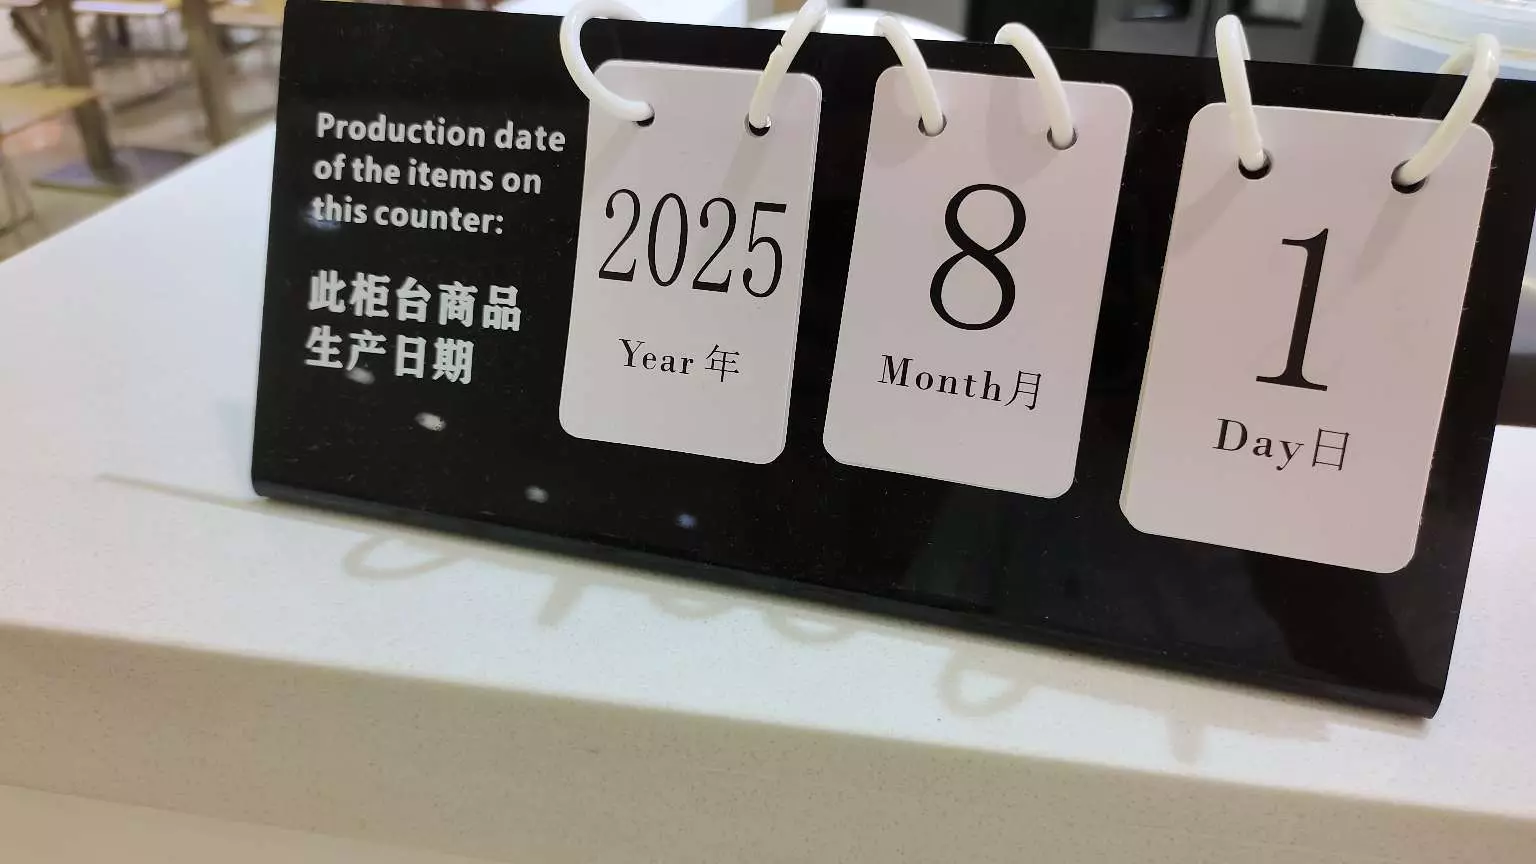 Production date
of the items on
this counter:
此柜台商品
生产日期
2025
Year 年
8
Month月
1
Day日